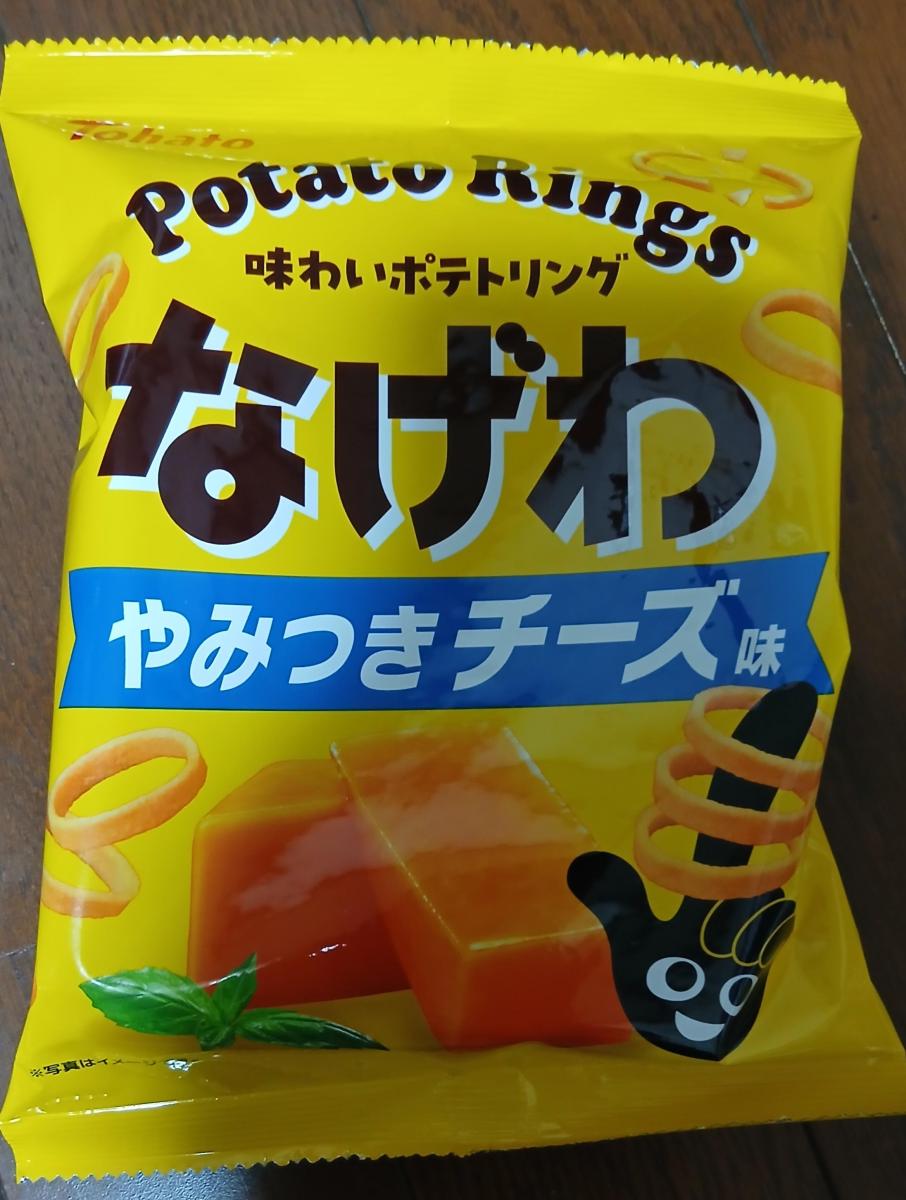 Tohato
Potato Rings
味わいポテトリング
なげわ
やみつきチーズ味
※写真はイメージ